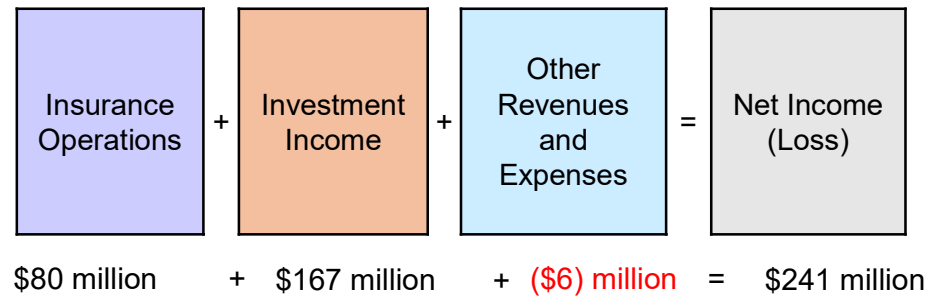 Insurance
Operations
+
Investment
Income
+
Other
Revenues
and
Expenses
=
Net Income
(Loss)
$80 million + $167 million + ($6) million = $241 million